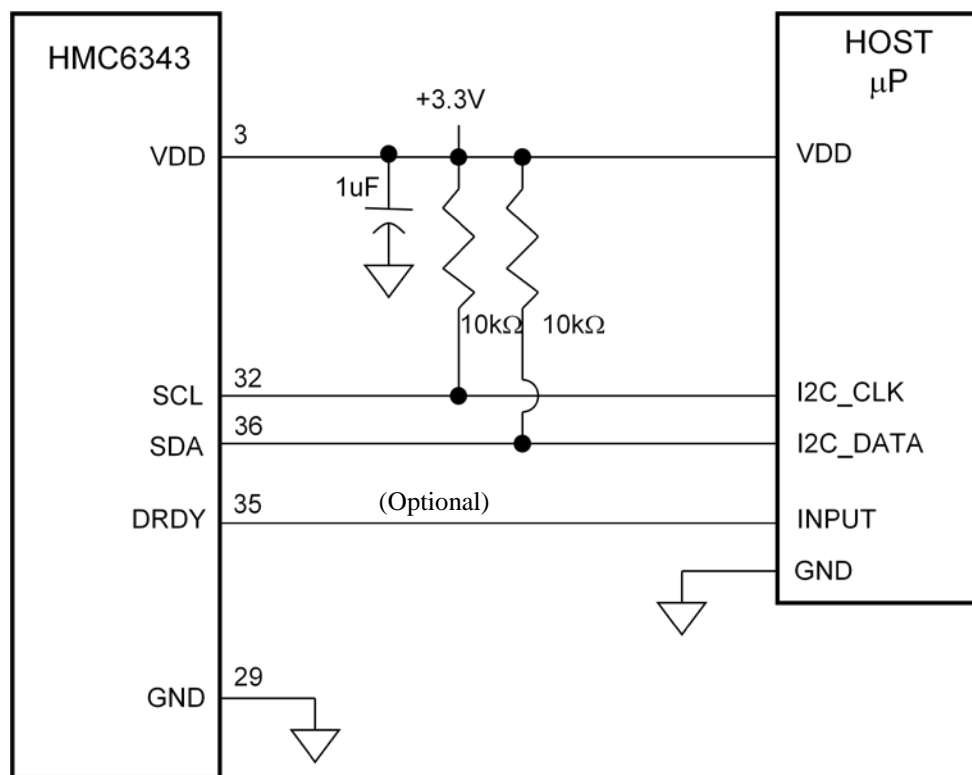 HMC6343
HOST
μP
+3.3V
3
VDD
VDD
1uF
10kΩ 10kΩ
32
SCL
I2C_CLK
36
SDA
I2C_DATA
(Optional)
35
DRDY
INPUT
GND
29
GND